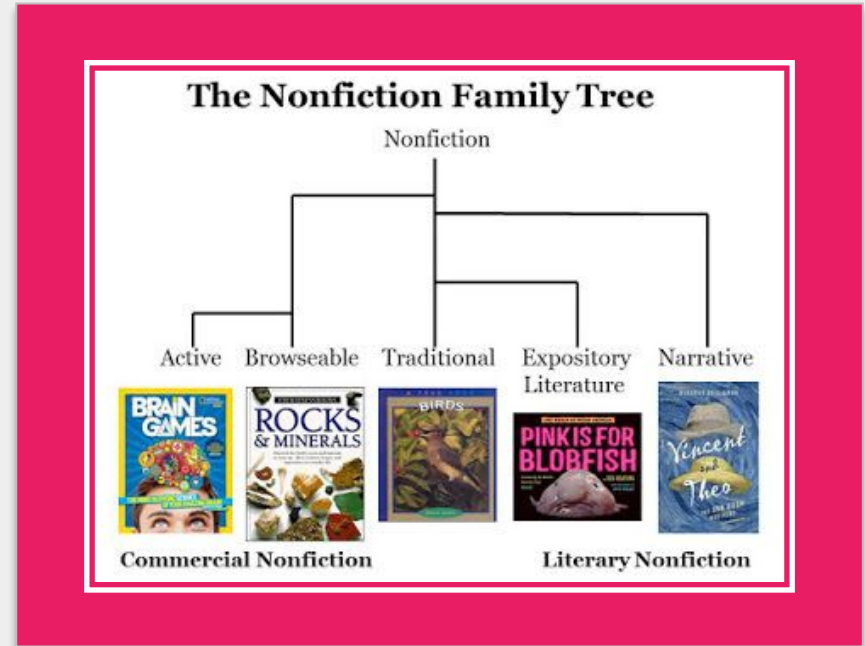 The Nonfiction Family Tree
Nonfiction
Active Browseable Traditional Expository Literature Narrative
BRAIN
GAMES
ROCKS
& MINERALS
BIRDS
PINK IS FOR
BLOBFISH
Vincent
and
Theo
Commercial Nonfiction
Literary Nonfiction